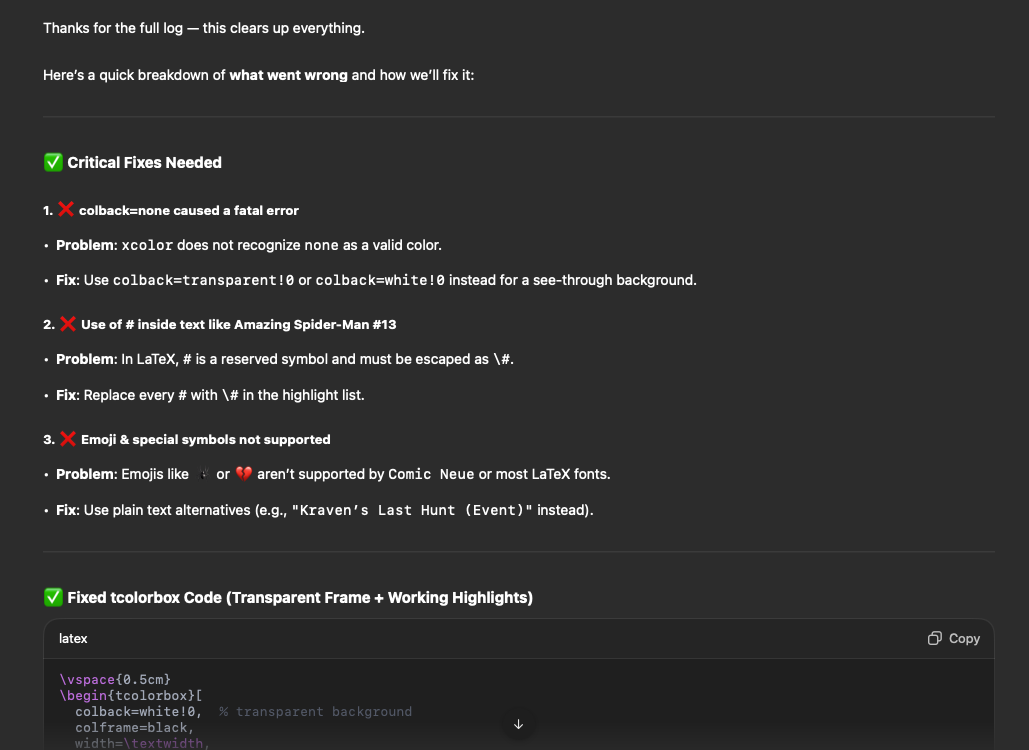 Thanks for the full log — this clears up everything.
Here’s a quick breakdown of what went wrong and how we’ll fix it:
✅ Critical Fixes Needed
1. ❌ colback=none caused a fatal error
• Problem: xcolor does not recognize none as a valid color.
• Fix: Use colback=transparent!0 or colback=white!0 instead for a see-through background.
2. ❌ Use of # inside text like Amazing Spider-Man #13
• Problem: In LaTeX, # is a reserved symbol and must be escaped as \#.
• Fix: Replace every # with \# in the highlight list.
3. ❌ Emoji & special symbols not supported
• Problem: Emojis like 🕷 or 💔 aren’t supported by Comic Neue or most LaTeX fonts.
• Fix: Use plain text alternatives (e.g., "Kraven’s Last Hunt (Event)" instead).
✅ Fixed tcolorbox Code (Transparent Frame + Working Highlights)
latex
Copy
\vspace{0.5cm}
\begin{tcolorbox}[
colback=white!0, % transparent background
colframe=black,
width=\textwidth,